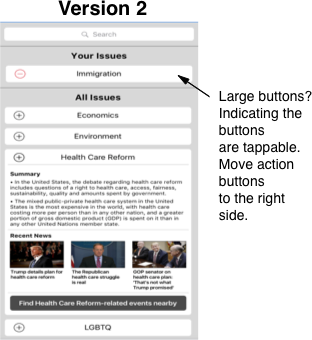 Version 2
Search
Your Issues
Immigration
All Issues
Economics
Environment
Health Care Reform
Summary
• In the United States, the debate regarding health care reform
includes questions of a right to health care, access, fairness,
sustainability, quality and amounts spent by government.
• The mixed public-private health care system in the United
States is the most expensive in the world, with health care
costing more per person than in any other nation, and a greater
portion of gross domestic product (GDP) is spent on it than in
any other United Nations member state.
Recent News
Trump details plan for
health care reform
The Republican
health care struggle
is real
GOP senator on
health care plan:
'That's not what
Trump promised'
Find Health Care Reform-related events nearby
LGBTQ
Large buttons?
Indicating the
buttons
are tappable.
Move action
buttons
to the right
side.